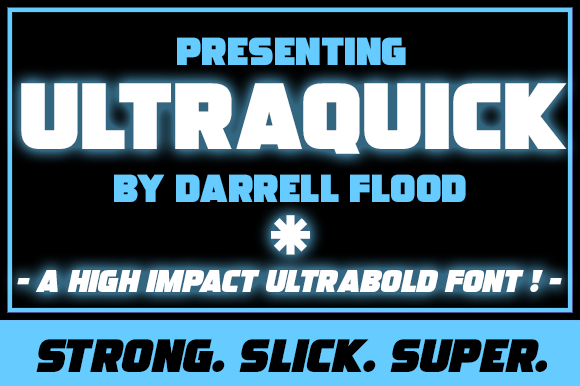 PRESENTING
ULTRAQUICK
BY DARRELL FLOOD
*
- A HIGH IMPACT ULTRABOLD FONT ! -
STRONG. SLICK. SUPER.